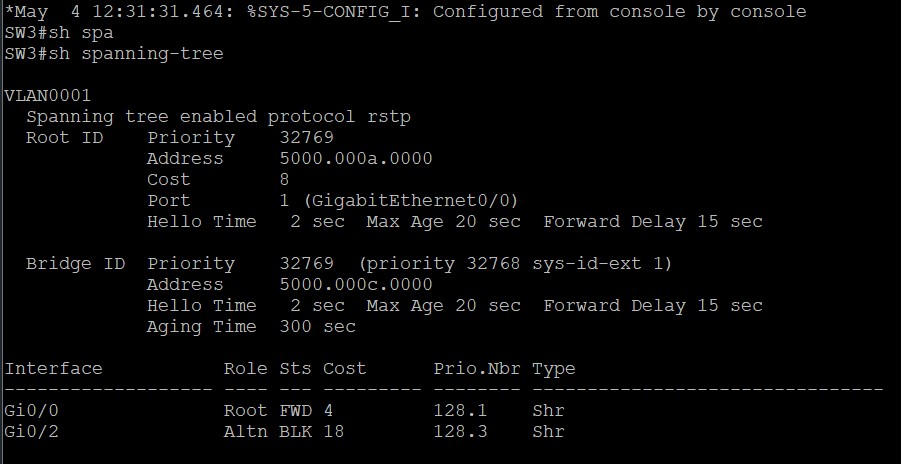 *May  4 12:31:31.464: %SYS-5-CONFIG_I: Configured from console by console
SW3#sh spa
SW3#sh spanning-tree

VLAN0001
  Spanning tree enabled protocol rstp
  Root ID    Priority    32769
             Address     5000.000a.0000
             Cost        8
             Port        1 (GigabitEthernet0/0)
             Hello Time   2 sec  Max Age 20 sec  Forward Delay 15 sec

  Bridge ID  Priority    32769  (priority 32768 sys-id-ext 1)
             Address     5000.000c.0000
             Hello Time   2 sec  Max Age 20 sec  Forward Delay 15 sec
             Aging Time  300 sec

Interface           Role Sts Cost      Prio.Nbr Type
------------------- ---- --- --------- -------- --------------------------------
Gi0/0               Root FWD 4         128.1    Shr
Gi0/2               Altn BLK 18        128.3    Shr